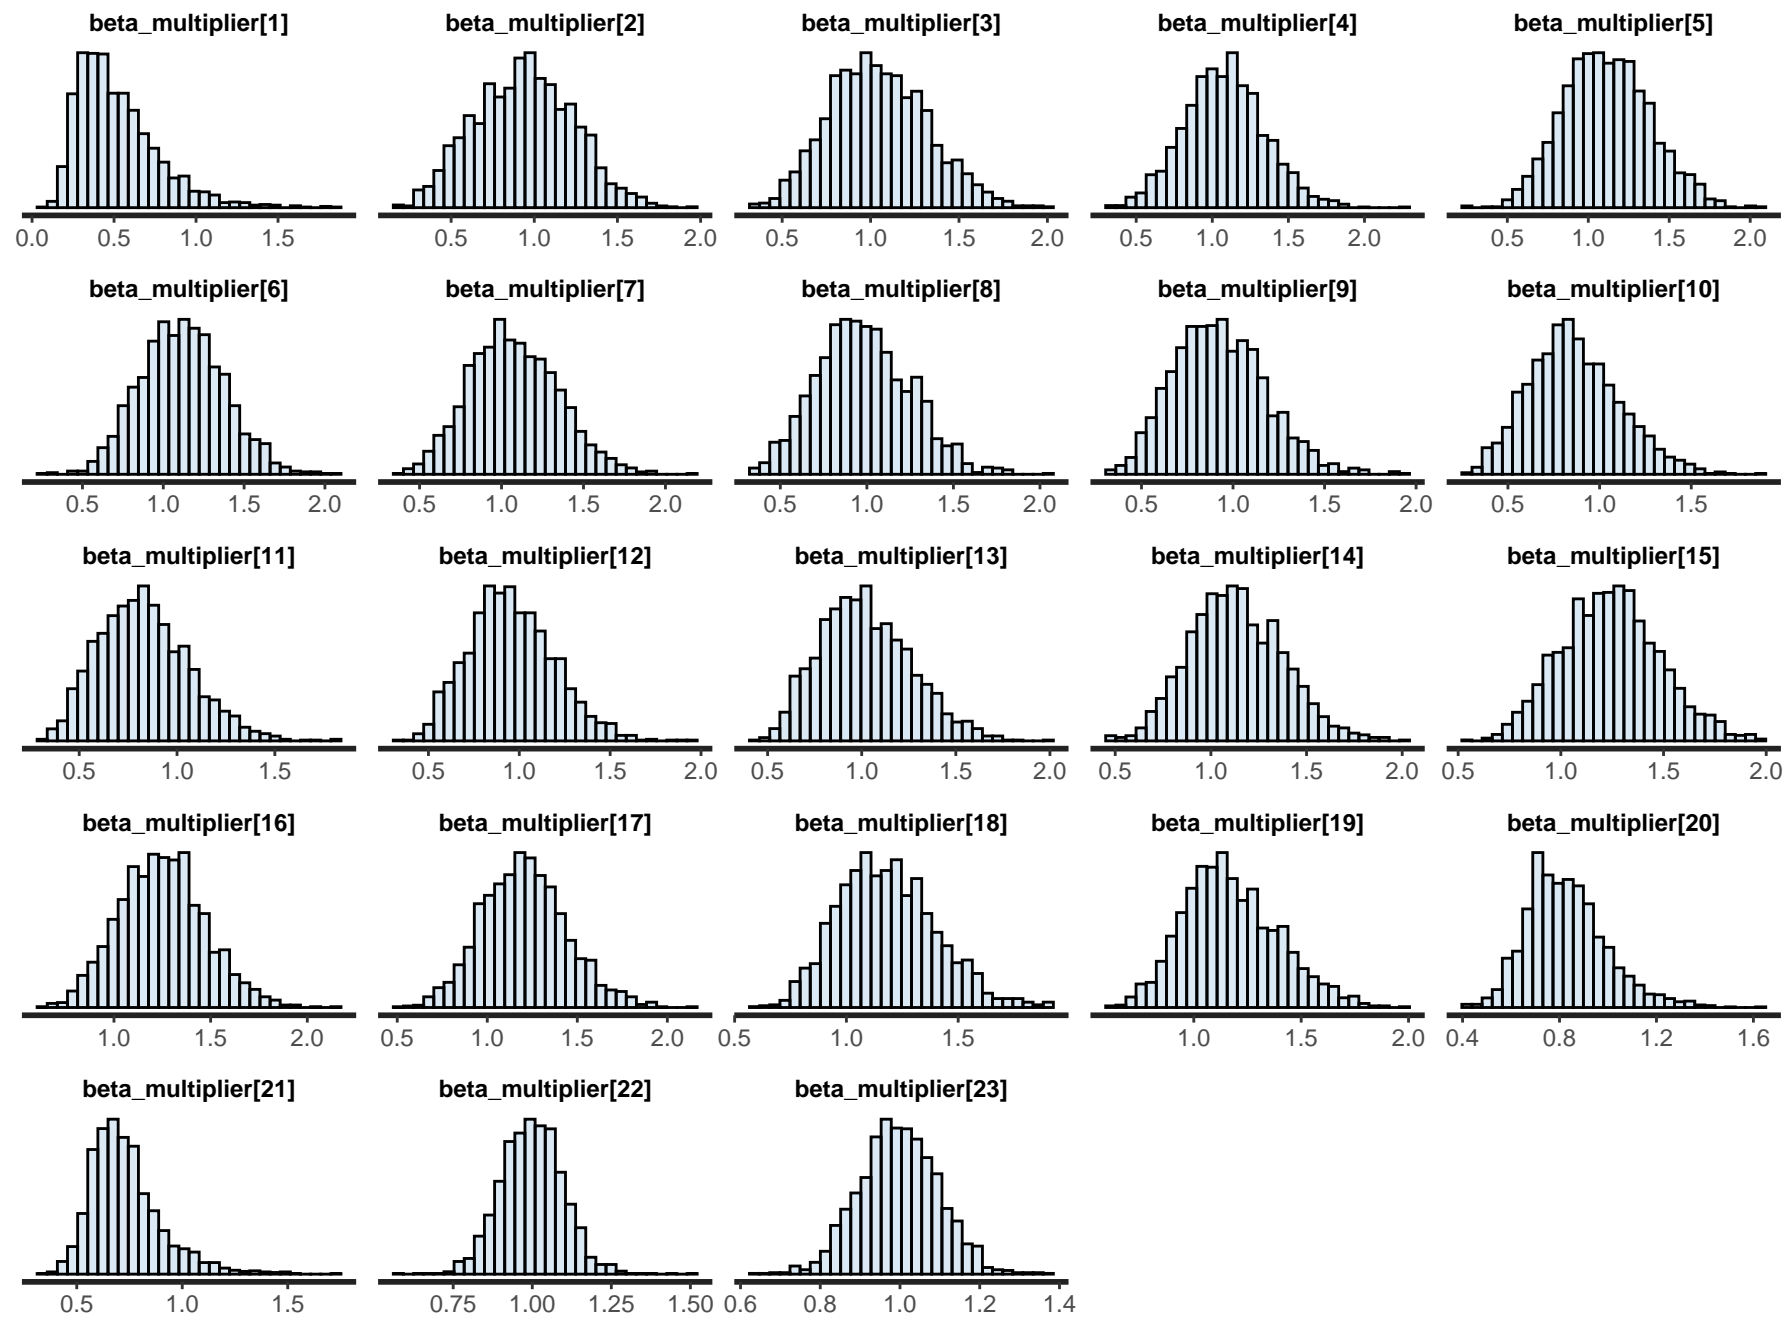 beta_multiplier[1] beta_multiplier[2] beta_multiplier[3] beta_multiplier[4] beta_multiplier[5]
0.0 0.5 1.0 1.5 0.5 1.0 1.5 2.0 0.5 1.0 1.5 2.0 0.5 1.0 1.5 2.0 0.5 1.0 1.5 2.0
beta_multiplier[6] beta_multiplier[7] beta_multiplier[8] beta_multiplier[9] beta_multiplier[10]
0.5 1.0 1.5 2.0 0.5 1.0 1.5 2.0 0.5 1.0 1.5 2.0 0.5 1.0 1.5 2.0 0.5 1.0 1.5
beta_multiplier[11] beta_multiplier[12] beta_multiplier[13] beta_multiplier[14] beta_multiplier[15]
0.5 1.0 1.5 0.5 1.0 1.5 2.0 0.5 1.0 1.5 2.0 0.5 1.0 1.5 2.0 0.5 1.0 1.5 2.0
beta_multiplier[16] beta_multiplier[17] beta_multiplier[18] beta_multiplier[19] beta_multiplier[20]
1.0 1.5 2.0 0.5 1.0 1.5 2.0 0.5 1.0 1.5 1.0 1.5 2.0 0.4 0.8 1.2 1.6
beta_multiplier[21] beta_multiplier[22] beta_multiplier[23]
0.5 1.0 1.5 0.75 1.00 1.25 1.50 0.6 0.8 1.0 1.2 1.4